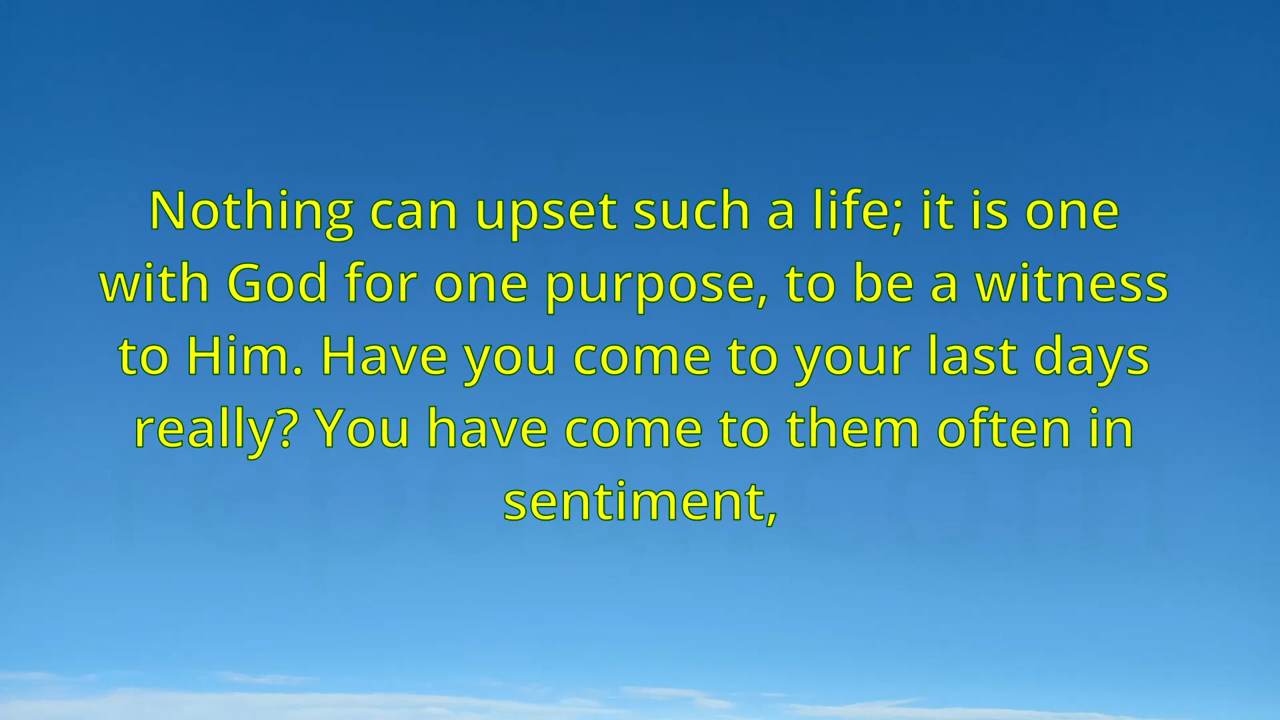 Nothing can upset such a life; it is one
with God for one purpose, to be a witness
to Him. Have you come to your last days
really? You have come to them often in
sentiment,